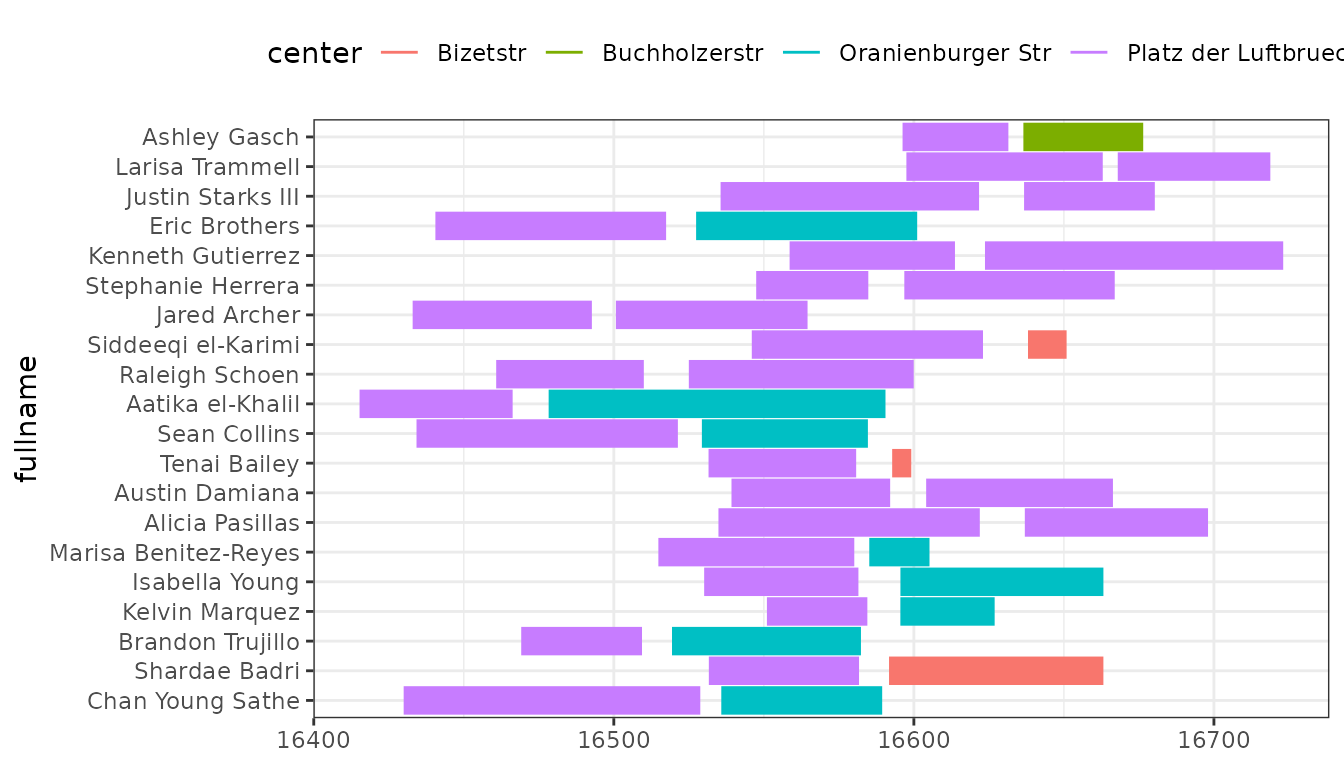 center Bizetstr Buchholzerstr Oranienburger Str Platz der Luftbruec
Ashley Gasch
Larisa Trammell
Justin Starks III
Eric Brothers
Kenneth Gutierrez
Stephanie Herrera
Jared Archer
Siddeeqi el-Karimi
Raleigh Schoen
Aatika el-Khalil
Sean Collins
Tenai Bailey
Austin Damiana
Alicia Pasillas
Marisa Benitez-Reyes
Isabella Young
Kelvin Marquez
Brandon Trujillo
Shardae Badri
Chan Young Sathe
fullname
16400 16500 16600 16700